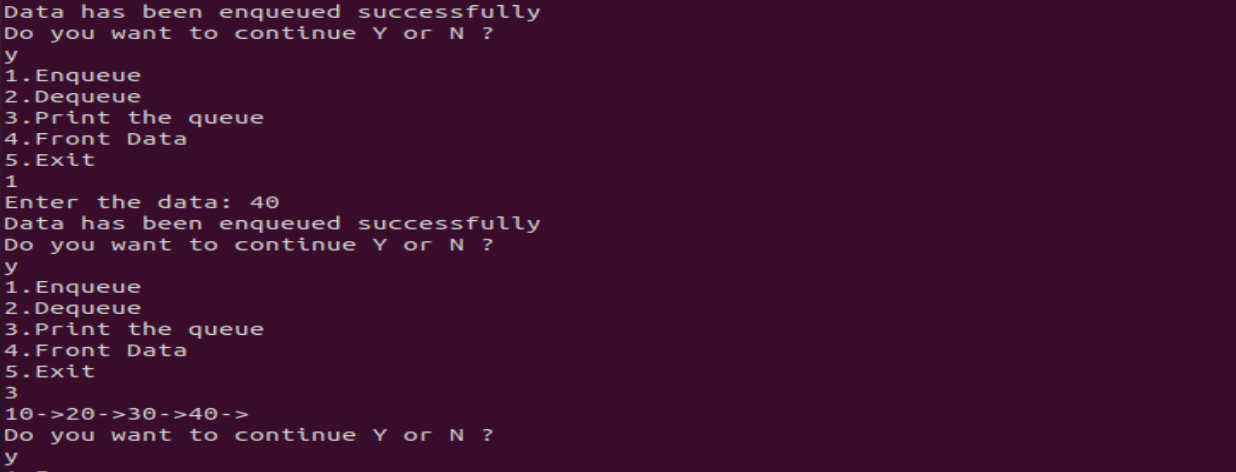 Data has been enqueued successfully
Do you want to continue Y or N ?
y
1.Enqueue
2.Dequeue
3.Print the queue
4.Front Data
5.Exit
1
Enter the data: 40
Data has been enqueued successfully
Do you want to continue Y or N ?
y
1.Enqueue
2.Dequeue
3.Print the queue
4.Front Data
5.Exit
3
10->20->30->40->
Do you want to continue Y or N ?
y